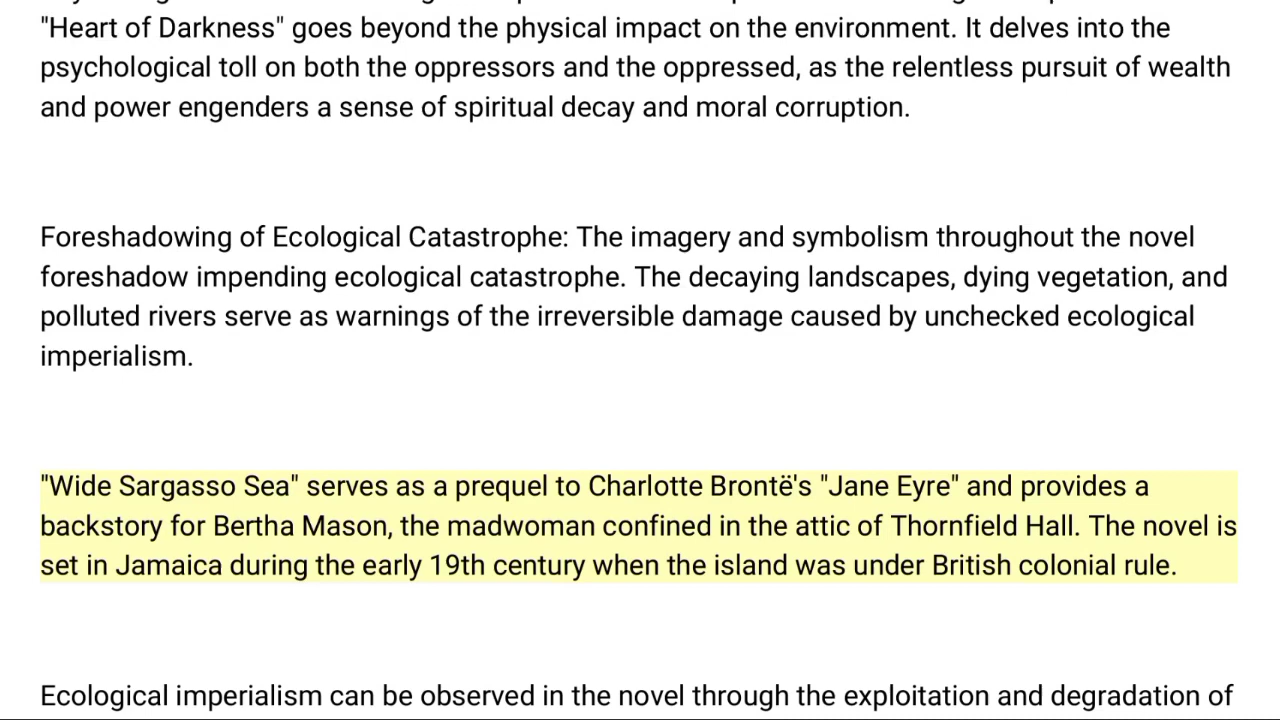 "Heart of Darkness" goes beyond the physical impact on the environment. It delves into the
psychological toll on both the oppressors and the oppressed, as the relentless pursuit of wealth
and power engenders a sense of spiritual decay and moral corruption.
Foreshadowing of Ecological Catastrophe: The imagery and symbolism throughout the novel
foreshadow impending ecological catastrophe. The decaying landscapes, dying vegetation, and
polluted rivers serve as warnings of the irreversible damage caused by unchecked ecological
imperialism.
"Wide Sargasso Sea" serves as a prequel to Charlotte Brontë's "Jane Eyre" and provides a
backstory for Bertha Mason, the madwoman confined in the attic of Thornfield Hall. The novel is
set in Jamaica during the early 19th century when the island was under British colonial rule.
Ecological imperialism can be observed in the novel through the exploitation and degradation of